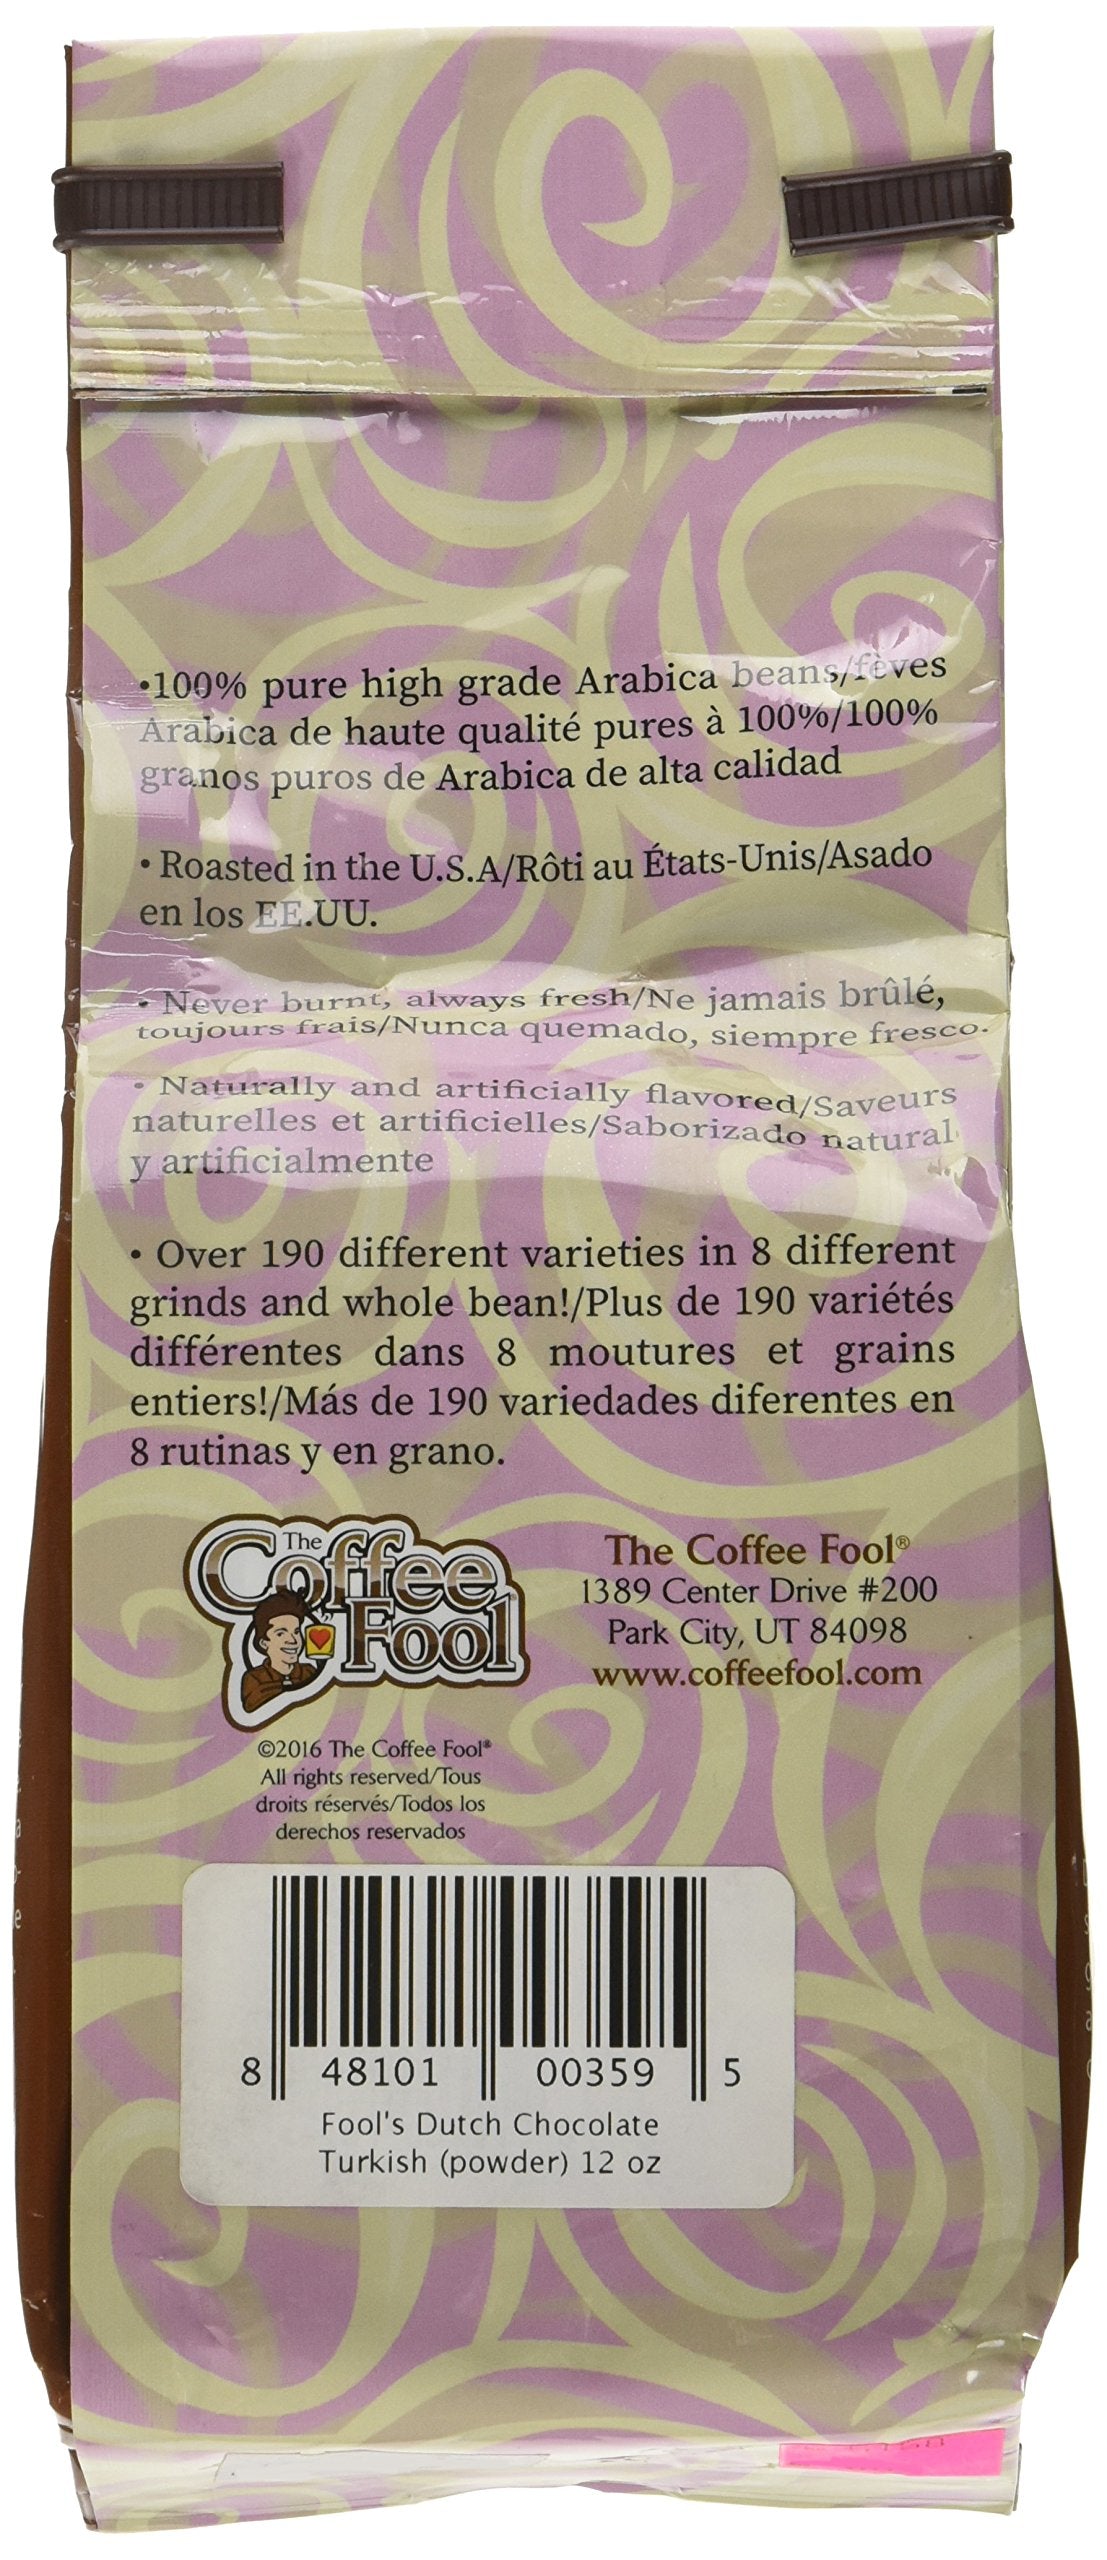 •100% pure high grade Arabica beans/fèves
Arabica de haute qualité pures à 100%/100%
granos puros de Arabica de alta calidad
• Roasted in the U.S.A/Rôti au États-Unis/Asado
en los EE.UU.
• Never burnt, always fresh/Ne jamais brûlé,
toujours frais/Nunca quemado, siempre fresco.
• Naturally and artificially flavored/Saveurs
naturelles et artificielles/Saborizado natural
y artificialmente
• Over 190 different varieties in 8 different
grinds and whole bean!/Plus de 190 variétés
différentes dans 8 moutures et grains
entiers!/Más de 190 variedades diferentes en
8 rutinas y en grano.
The
Coffee
Fool
The Coffee Fool®
1389 Center Drive #200
Park City, UT 84098
www.coffeefool.com
©2016 The Coffee Fool®
All rights reserved/Tous
droits réservés/Todos los
derechos reservados
8 48101 00359 5
Fool's Dutch Chocolate
Turkish (powder) 12 oz